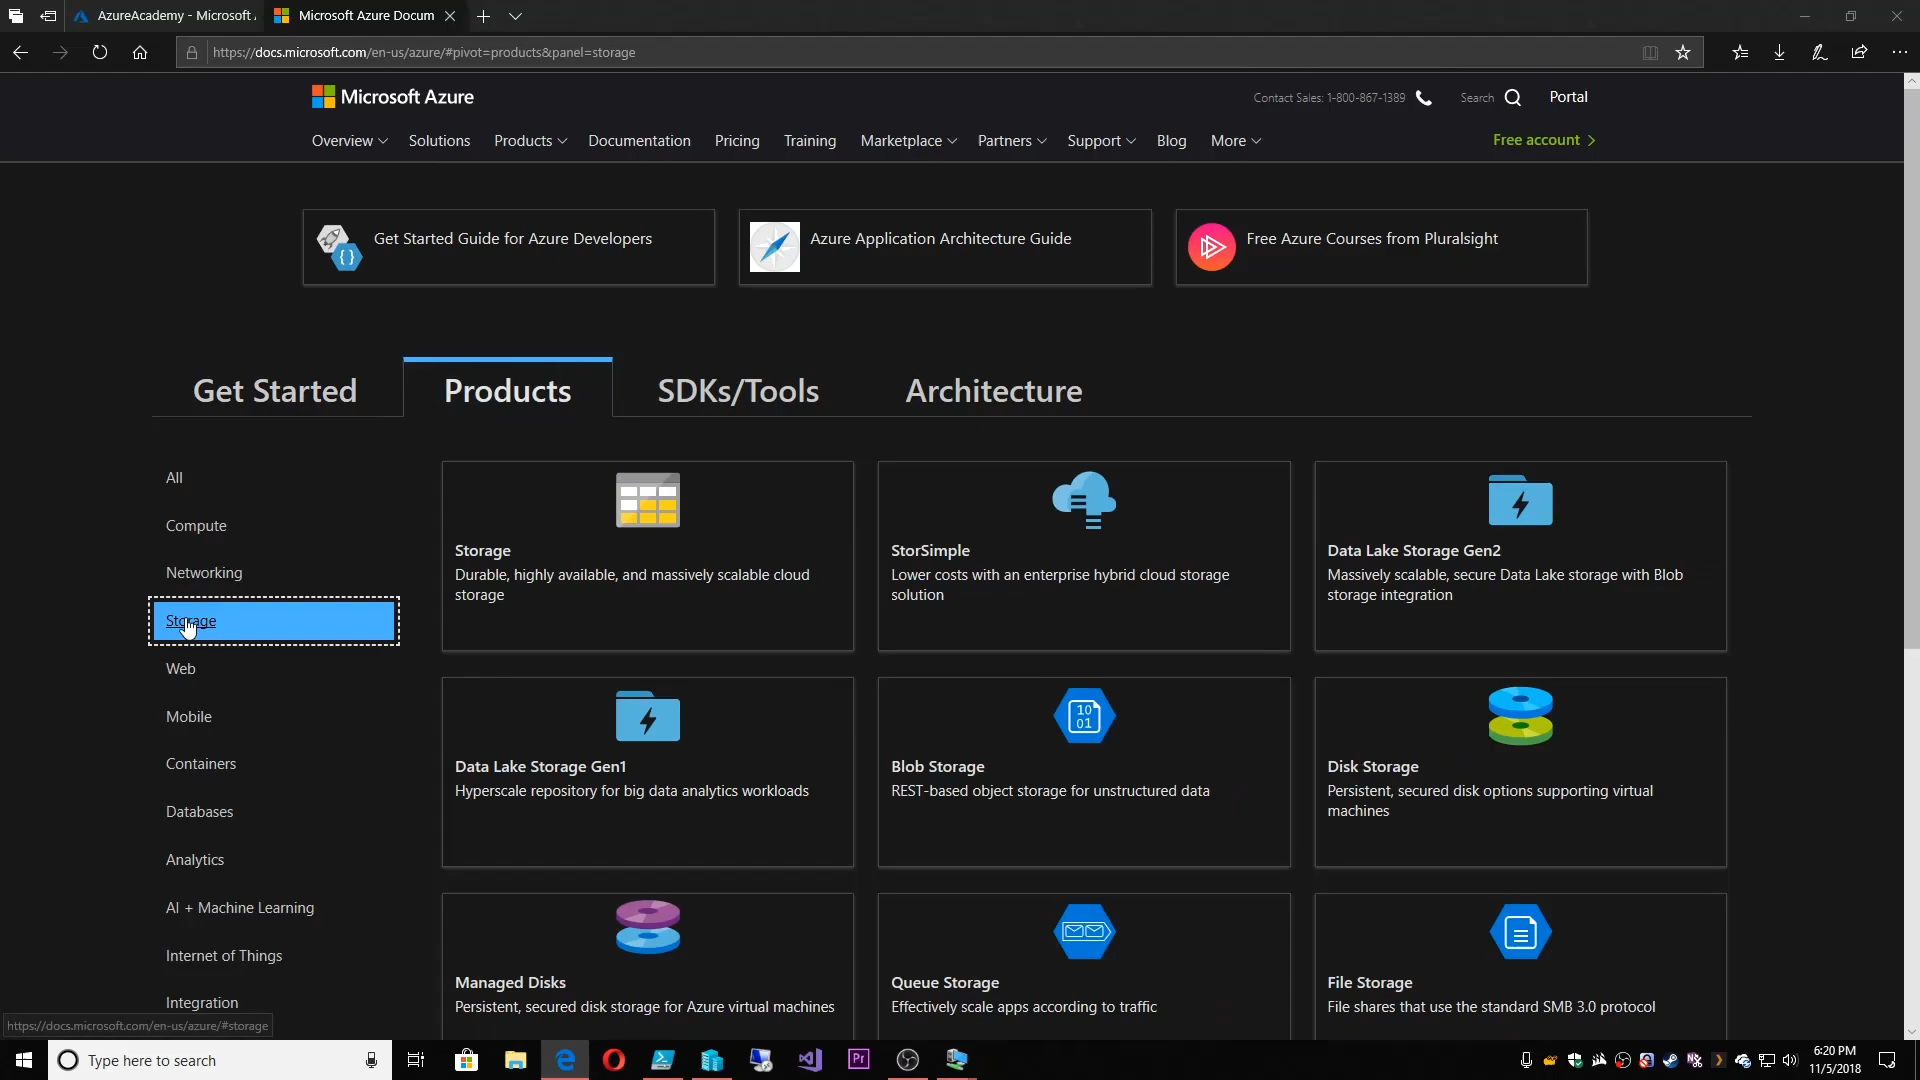 AzureAcademy - Microsoft
Microsoft Azure Docum
https://docs.microsoft.com/en-us/azure/#pivot=products&panel=storage
Microsoft Azure
Contact Sales: 1-800-867-1389
Search
Portal
Overview
Solutions
Products
Documentation
Pricing
Training
Marketplace
Partners
Support
Blog
More
Free account
Get Started Guide for Azure Developers
Azure Application Architecture Guide
Free Azure Courses from Pluralsight
Get Started
Products
SDKs/Tools
Architecture
All
Compute
Networking
Storage
Web
Mobile
Containers
Databases
Analytics
AI + Machine Learning
Internet of Things
Integration
Storage
Durable, highly available, and massively scalable cloud
storage
StorSimple
Lower costs with an enterprise hybrid cloud storage
solution
Data Lake Storage Gen2
Massively scalable, secure Data Lake storage with Blob
storage integration
Data Lake Storage Gen1
Hyperscale repository for big data analytics workloads
10
01
Blob Storage
REST-based object storage for unstructured data
Disk Storage
Persistent, secured disk options supporting virtual
machines
Managed Disks
Persistent, secured disk storage for Azure virtual machines
Queue Storage
Effectively scale apps according to traffic
File Storage
File shares that use the standard SMB 3.0 protocol
https://docs.microsoft.com/en-us/azure/#storage
Type here to search
Pr
6:20 PM
11/5/2018